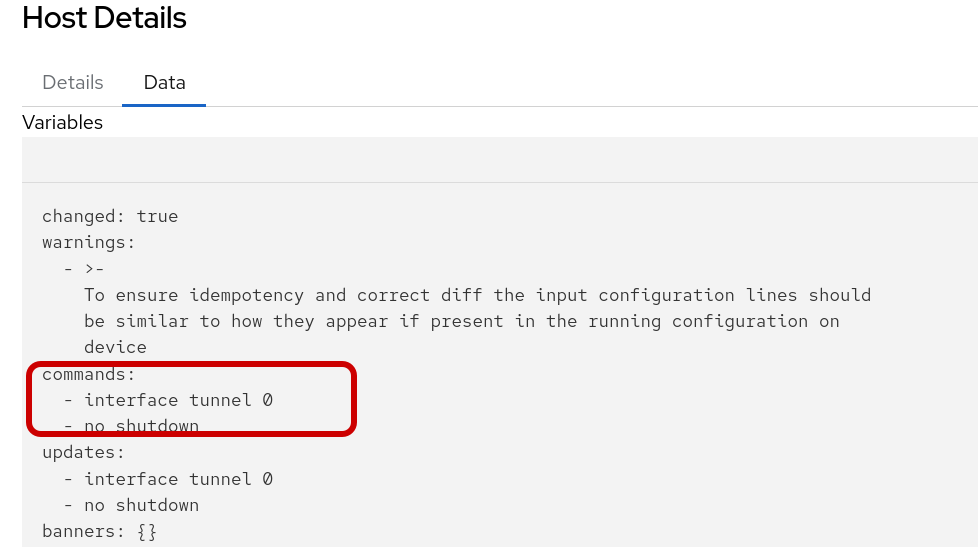 Host Details
Details Data
Variables
changed: true
warnings:
  - >-
    To ensure idempotency and correct diff the input configuration lines should
    be similar to how they appear if present in the running configuration on
    device
commands:
  - interface tunnel 0
  - no shutdown
updates:
  - interface tunnel 0
  - no shutdown
banners: {}